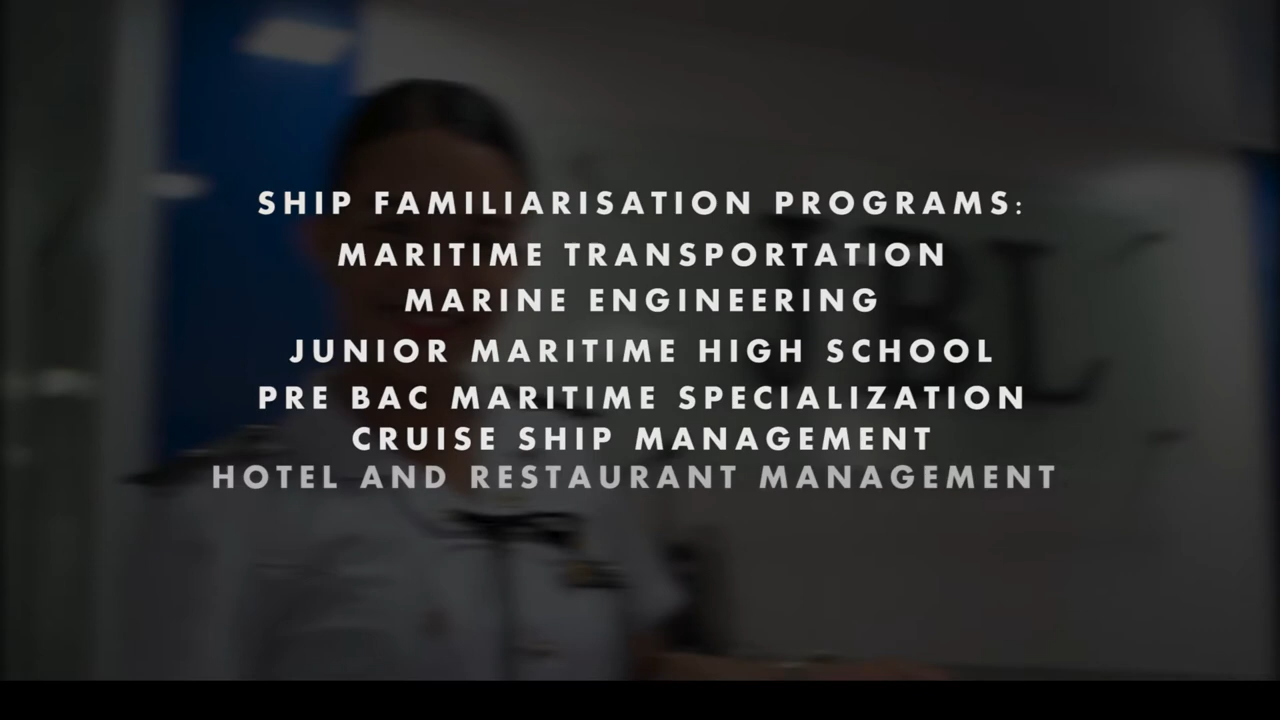 SHIP FAMILIARISATION PROGRAMS:
MARITIME TRANSPORTATION
MARINE ENGINEERING
JUNIOR MARITIME HIGH SCHOOL
PRE BAC MARITIME SPECIALIZATION
CRUISE SHIP MANAGEMENT
HOTEL AND RESTAURANT MANAGEMENT